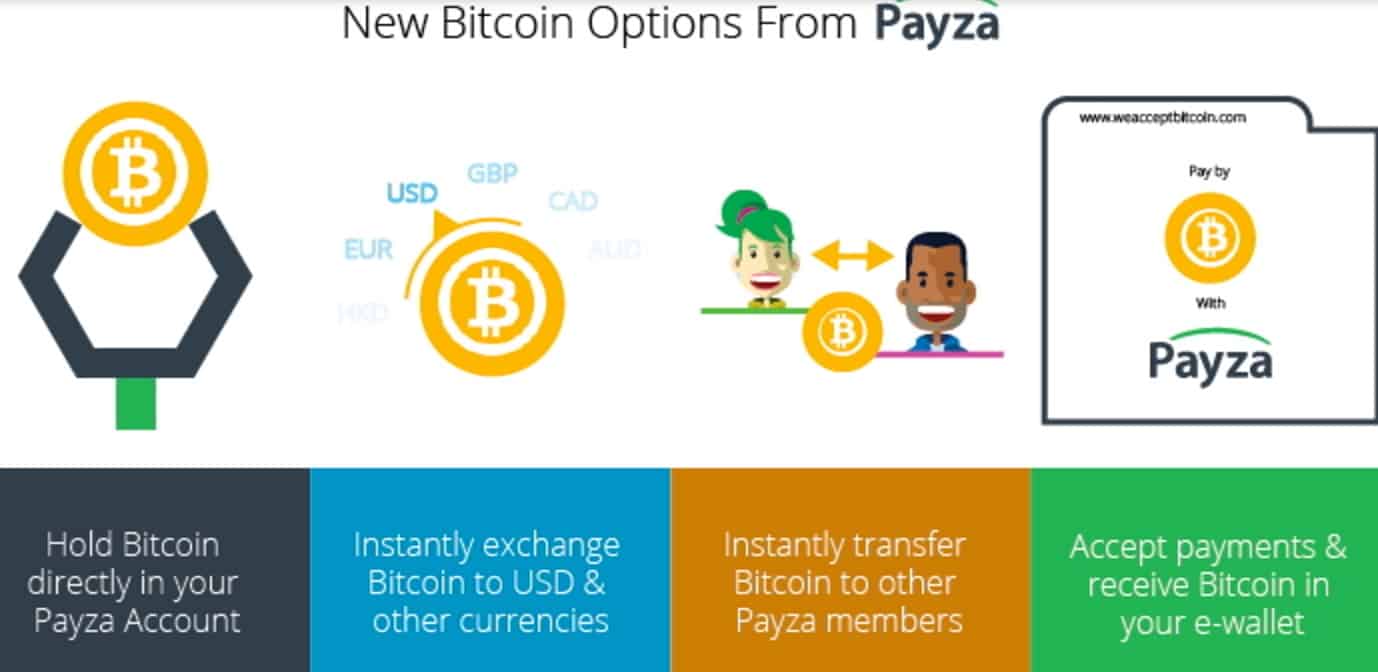 New Bitcoin Options From Payza
www.weacceptbitcoin.com
Pay by
With
Payza
GBP
USD
CAD
EUR
AUD
HKD
Hold Bitcoin
directly in your
Payza Account
Instantly exchange
Bitcoin to USD &
other currencies
Instantly transfer
Bitcoin to other
Payza members
Accept payments &
receive Bitcoin in
your e-wallet